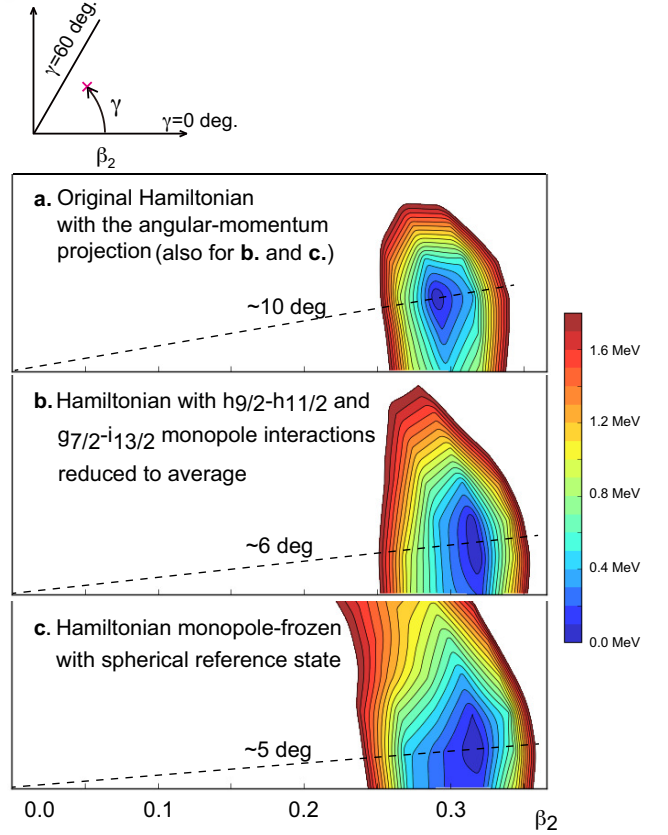 γ=60 deg.
γ
γ=0 deg.
β2
a. Original Hamiltonian
with the angular-momentum
projection (also for b. and c.)
~10 deg
b. Hamiltonian with h9/2-h11/2 and
g7/2-i13/2 monopole interactions
reduced to average
~6 deg
c. Hamiltonian monopole-frozen
with spherical reference state
~5 deg
1.6 MeV
1.2 MeV
0.8 MeV
0.4 MeV
0.0 MeV
0.0 0.1 0.2 0.3 β2